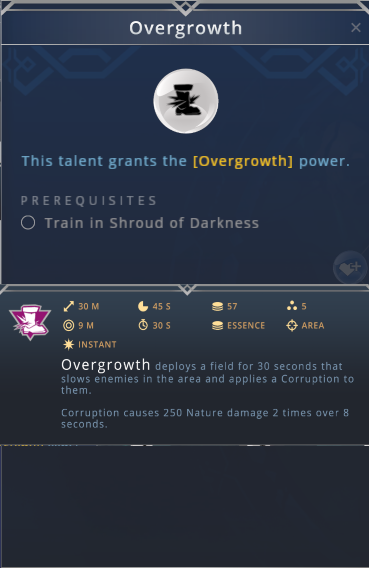 Overgrowth
This talent grants the [Overgrowth] power.
PREREQUISITES
Train in Shroud of Darkness
30 M 45 S 57 5
9 M 30 S ESSENCE AREA
INSTANT
Overgrowth deploys a field for 30 seconds that
slows enemies in the area and applies a Corruption to
them.
Corruption causes 250 Nature damage 2 times over 8
seconds.